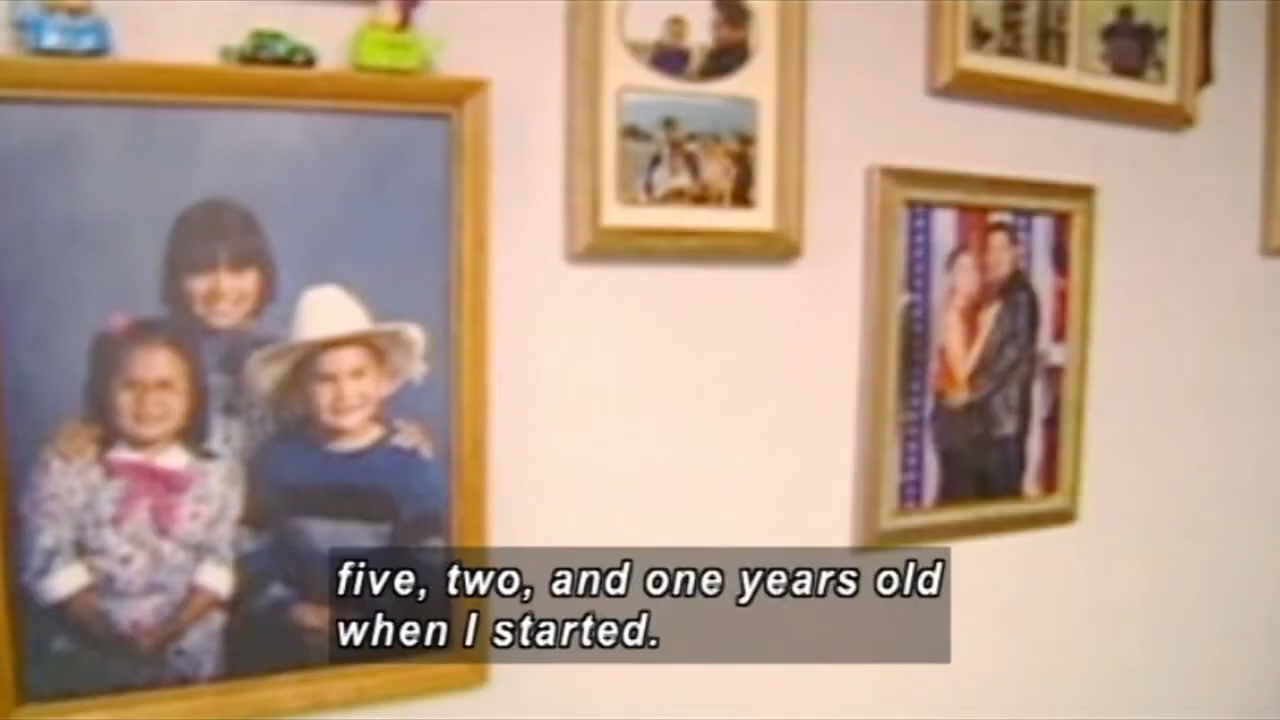 five, two, and one years old
when I started.